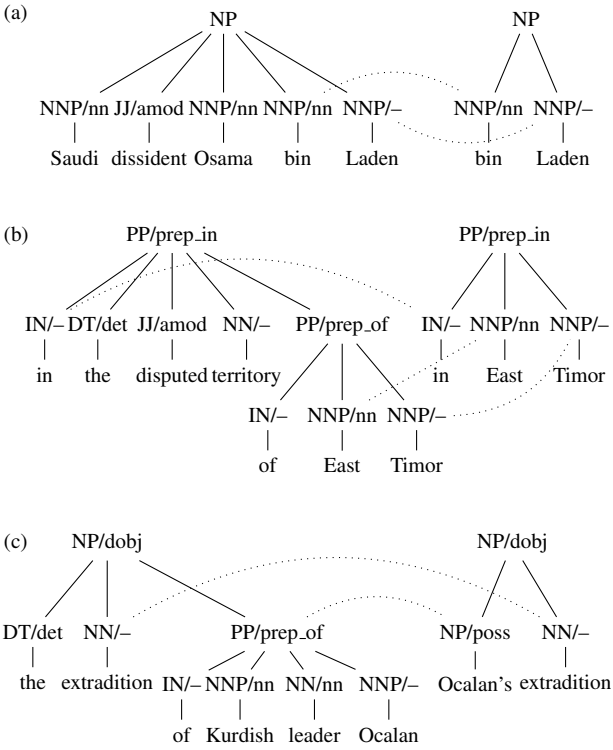 (a)
NP NP
NNP/nn JJ/amod NNP/nn NNP/nn NNP/– NNP/nn NNP/–
Saudi dissident Osama bin Laden bin Laden
(b)
PP/prep_in PP/prep_in
IN/– DT/det JJ/amod NN/– PP/prep_of IN/– NNP/nn NNP/–
in the disputed territory in East Timor
IN/– NNP/nn NNP/–
of East Timor
(c) NP/dobj NP/dobj
DT/det NN/– PP/prep_of NP/poss NN/–
the extradition IN/– NNP/nn NN/nn NNP/– Ocalan's extradition
of Kurdish leader Ocalan